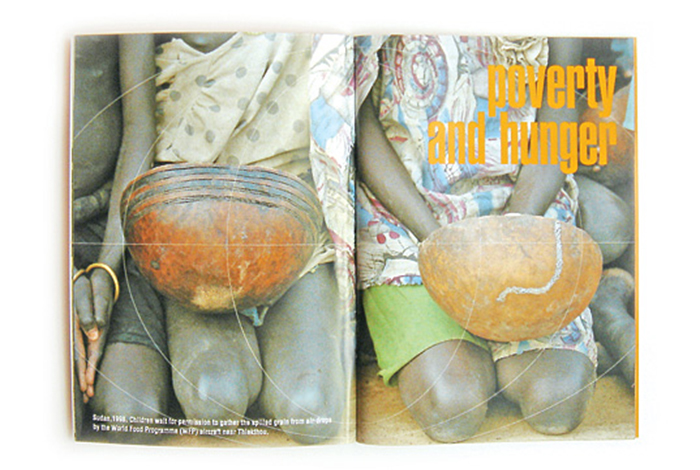 poverty
and hunger
Sudan, 1998. Children wait for permission to gather the spilled grain from air-drops
by the World Food Programme (WFP) aircraft near Thiekthou.